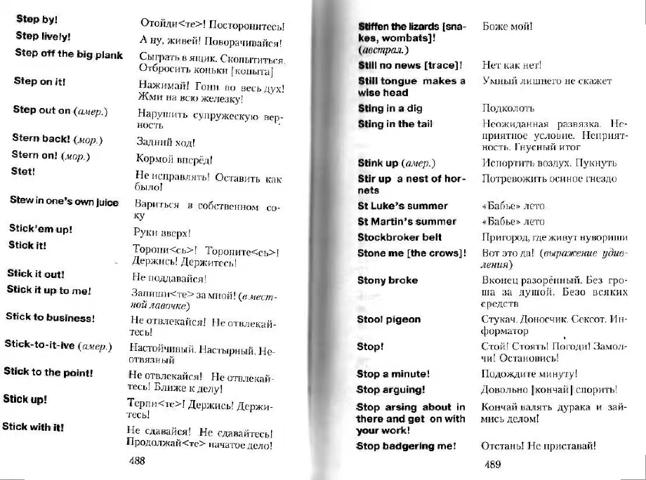 Step by!
Отойди<те>! Посторонитесь!
Step lively!
А ну, живей! Поворачивайся!
Step off the big plank
Сыграть в ящик. Скопытиться.
Отбросить коньки [копыта]
Step on it!
Нажимай! Гони во весь дух!
Жми на всю железку!
Step out on (амер.)
Нарушить супружескую вер-
ность
Stern back! (мор.)
Задний ход!
Stern on! (мор.)
Кормой вперёд!
Stet!
Не исправлять! Оставить как
было!
Stew in one's own juice
Вариться в собственном со-
ку
Stick'em up!
Руки вверх!
Stick it!
Торопи<сь>! Торопите<сь>!
Держись! Держитесь!
Stick it out!
Не поддавайся!
Stick it up to me!
Запиши<те> за мной! (в мест-
ной лавочке)
Stick to business!
Не отвлекайся! Не отвлекай-
тесь!
Stick-to-it-ive (амер.)
Настойчивый. Настырный. Не-
отвязный
Stick to the point!
Не отвлекайся! Не отвлекай-
тесь! Ближе к делу!
Stick up!
Терпи<те>! Держись! Держи-
тесь!
Stick with it!
Не сдавайся! Не сдавайтесь!
Продолжай<те> начатое дело!
488
Stiffen the lizards [sna-
kes, wombats]!
(австрал.)
Боже мой!
Still no news [trace]!
Нет как нет!
Still tongue makes a
wise head
Умный лишнего не скажет
Sting in a dig
Подколоть
Sting in the tail
Неожиданная развязка. Не-
приятное условие. Неприят-
ность. Гнусный итог
Stink up (амер.)
Испортить воздух. Пукнуть
Stir up a nest of hor-
nets
Потревожить осиное гнездо
St Luke's summer
«Бабье» лето
St Martin's summer
«Бабье» лето
Stockbroker belt
Пригород, где живут нувориши
Stone me [the crows]!
Вот это да! (выражение удив-
ления)
Stony broke
Вконец разорённый. Без гро-
ша за душой. Безо всяких
средств
Stool pigeon
Стукач. Доносчик. Сексот. Ин-
форматор
Stop!
Стой! Стоять! Погоди! Замол-
чи! Остановись!
Stop a minute!
Подождите минуту!
Stop arguing!
Довольно [кончай] спорить!
Stop arsing about in
there and get on with
your work!
Кончай валять дурака и зай-
мись делом!
Stop badgering me!
Отстань! Не приставай!
489